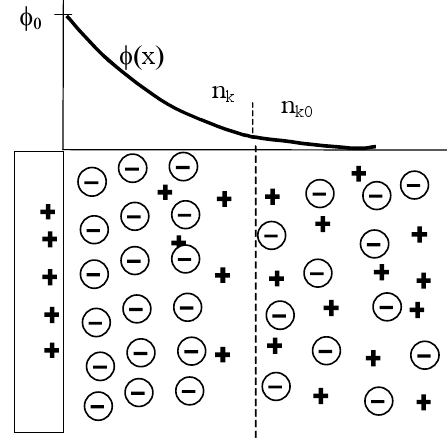 ϕ₀
ϕ(x)
nₖ
nₖ₀
+ − − −